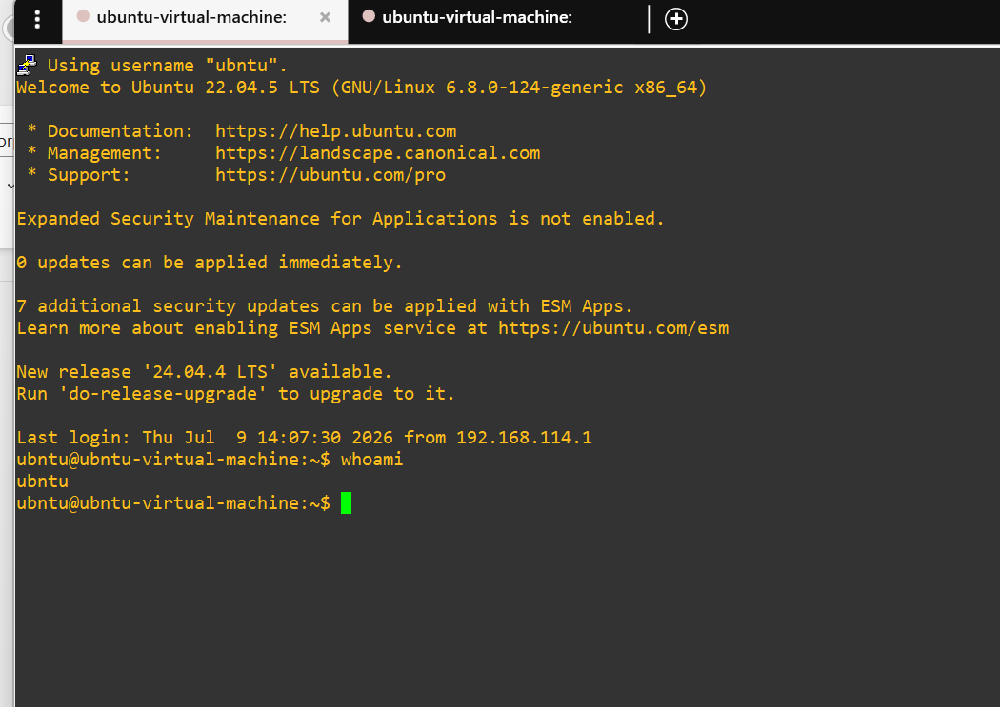 ubuntu-virtual-machine:
ubuntu-virtual-machine:
Using username "ubntu".
Welcome to Ubuntu 22.04.5 LTS (GNU/Linux 6.8.0-124-generic x86_64)
* Documentation:  https://help.ubuntu.com
* Management:     https://landscape.canonical.com
* Support:        https://ubuntu.com/pro
Expanded Security Maintenance for Applications is not enabled.
0 updates can be applied immediately.
7 additional security updates can be applied with ESM Apps.
Learn more about enabling ESM Apps service at https://ubuntu.com/esm
New release '24.04.4 LTS' available.
Run 'do-release-upgrade' to upgrade to it.
Last login: Thu Jul  9 14:07:30 2026 from 192.168.114.1
ubntu@ubntu-virtual-machine:~$ whoami
ubntu
ubntu@ubntu-virtual-machine:~$